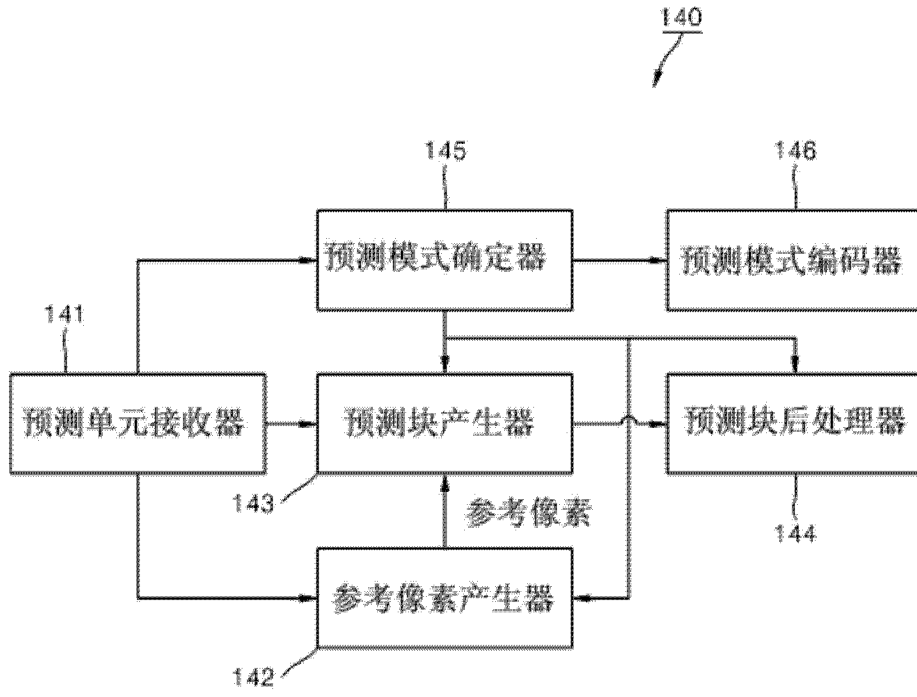 140
145
146
预测模式确定器
预测模式编码器
141
预测单元接收器
预测块产生器
预测块后处理器
143
参考像素
144
参考像素产生器
142